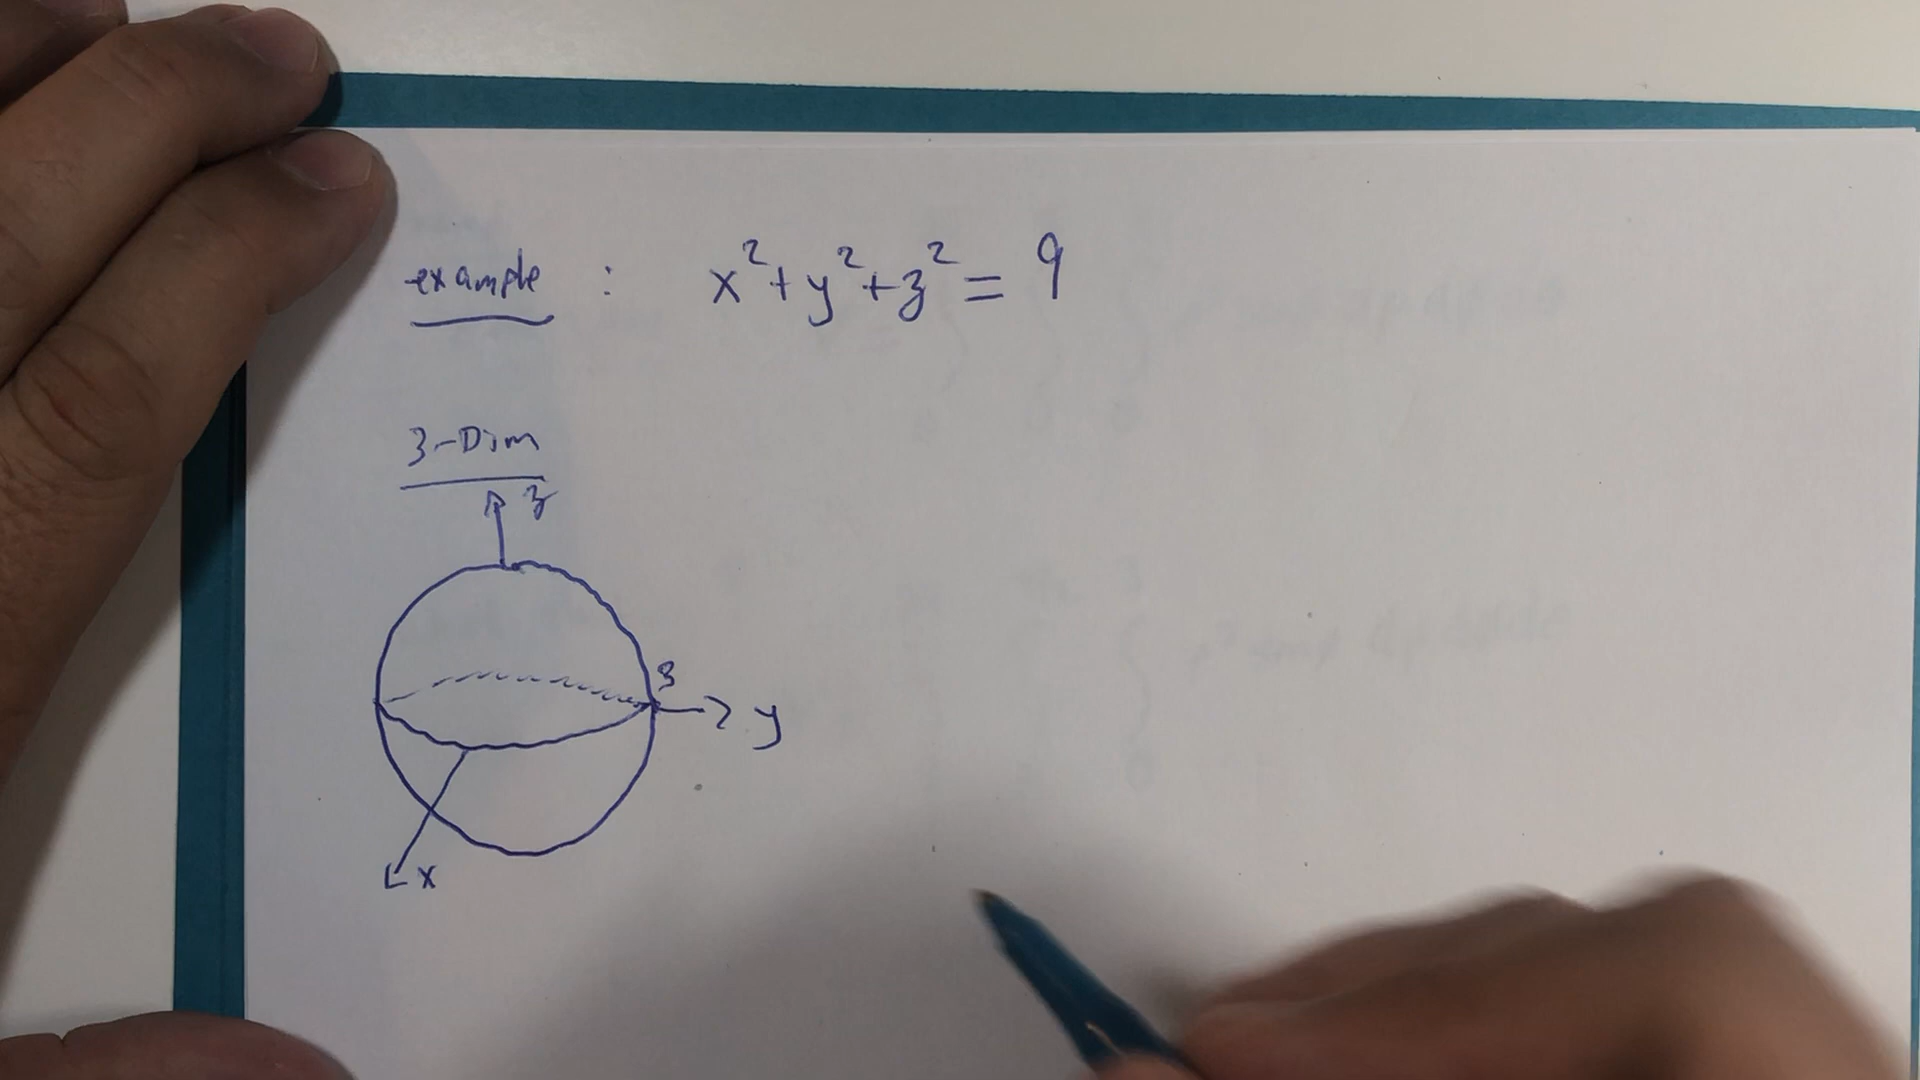 example : x²+y²+z² = 9
3-Dim
z
3
y
x